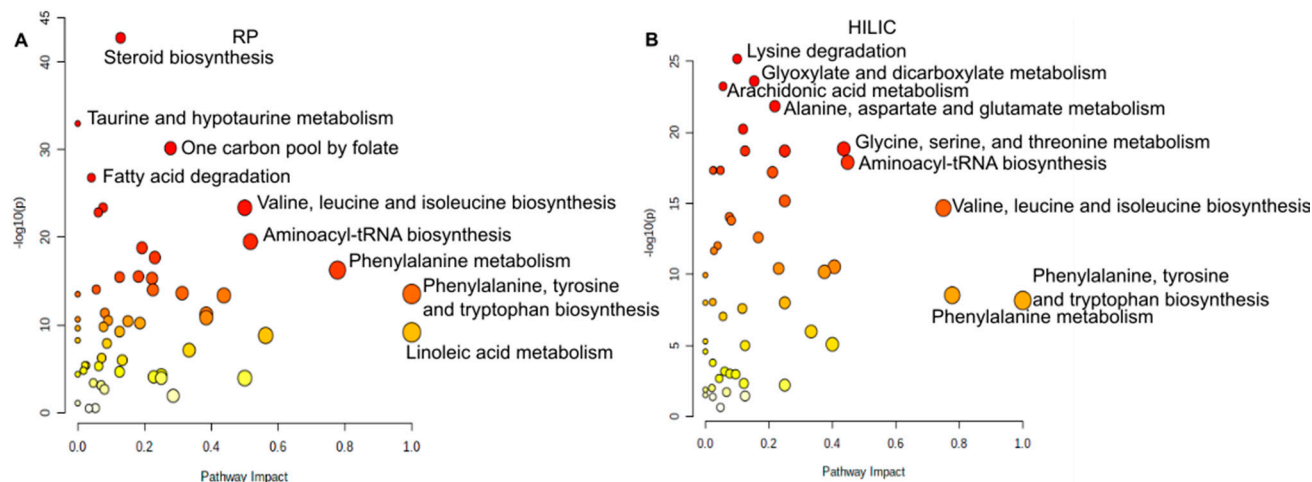 A
RP
45
40
30
20
10
0
-log10(p)
Steroid biosynthesis
Taurine and hypotaurine metabolism
One carbon pool by folate
Fatty acid degradation
Valine, leucine and isoleucine biosynthesis
Aminoacyl-tRNA biosynthesis
Phenylalanine metabolism
Phenylalanine, tyrosine
and tryptophan biosynthesis
Linoleic acid metabolism
0.0 0.2 0.4 0.6 0.8 1.0
Pathway Impact
B
HILIC
25
20
15
10
5
0
-log10(p)
Lysine degradation
Glyoxylate and dicarboxylate metabolism
Arachidonic acid metabolism
Alanine, aspartate and glutamate metabolism
Glycine, serine, and threonine metabolism
Aminoacyl-tRNA biosynthesis
Valine, leucine and isoleucine biosynthesis
Phenylalanine, tyrosine
and tryptophan biosynthesis
Phenylalanine metabolism
0.0 0.2 0.4 0.6 0.8 1.0
Pathway Impact